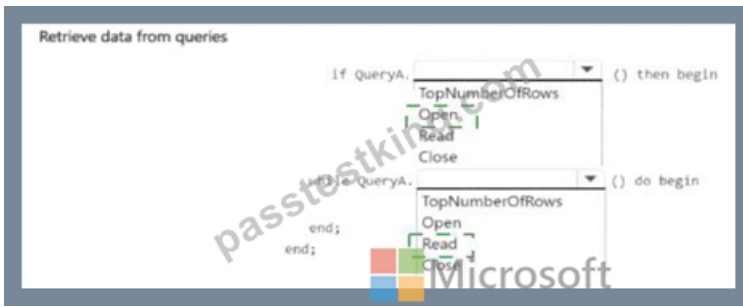 Retrieve data from queries
If QueryA. () then begin
TopNumberOfRows
Open
Read
Close
while QueryA. () do begin
TopNumberOfRows
Open
end;
Read
end;
Close
passtestking.com
Microsoft